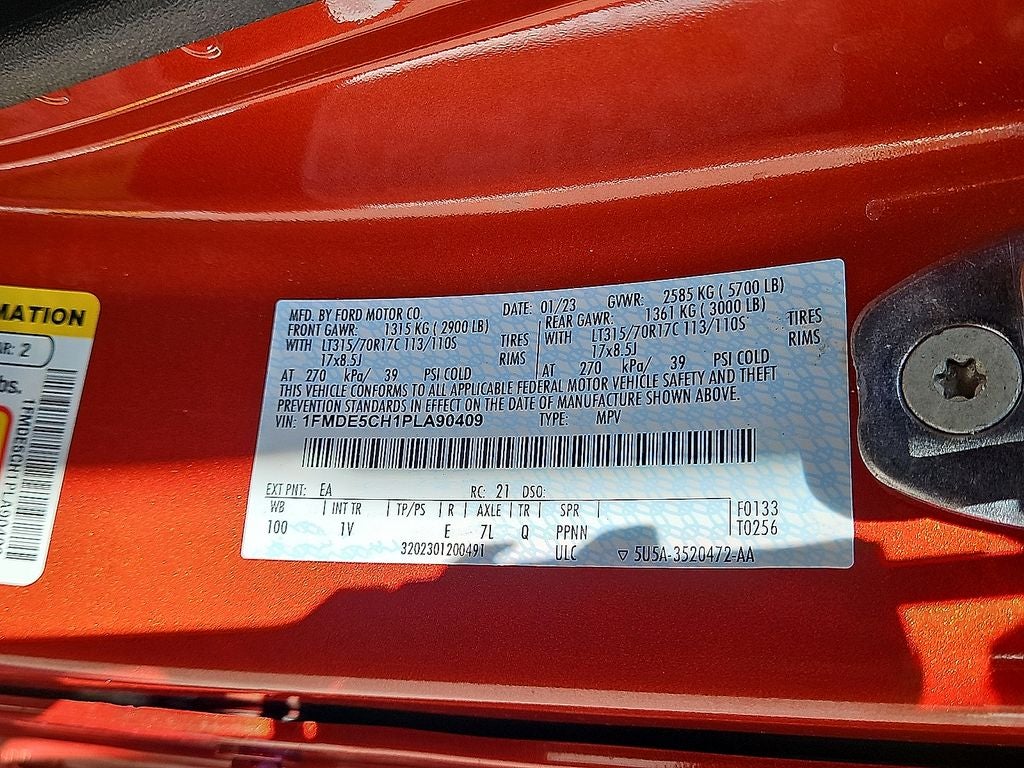 MATION
AR: 2
bs.
1FMDE5CH1PLA90409
MFD. BY FORD MOTOR CO. DATE: 01/23 GVWR: 2585 KG ( 5700 LB)
FRONT GAWR: 1315 KG ( 2900 LB) REAR GAWR: 1361 KG ( 3000 LB)
WITH LT315/70R17C 113/110S TIRES WITH LT315/70R17C 113/110S TIRES
17x8.5J RIMS 17x8.5J RIMS
AT 270 kPa/ 39 PSI COLD AT 270 kPa/ 39 PSI COLD
THIS VEHICLE CONFORMS TO ALL APPLICABLE FEDERAL MOTOR VEHICLE SAFETY AND THEFT
PREVENTION STANDARDS IN EFFECT ON THE DATE OF MANUFACTURE SHOWN ABOVE.
VIN: 1FMDE5CH1PLA90409 TYPE: MPV
EXT PNT: EA RC: 21 DSO:
WB INT TR TP/PS R AXLE TR SPR F0133
100 1V E 7L Q PPNN T0256
3202301200491 ULC ▽ 5U5A-3520472-AA